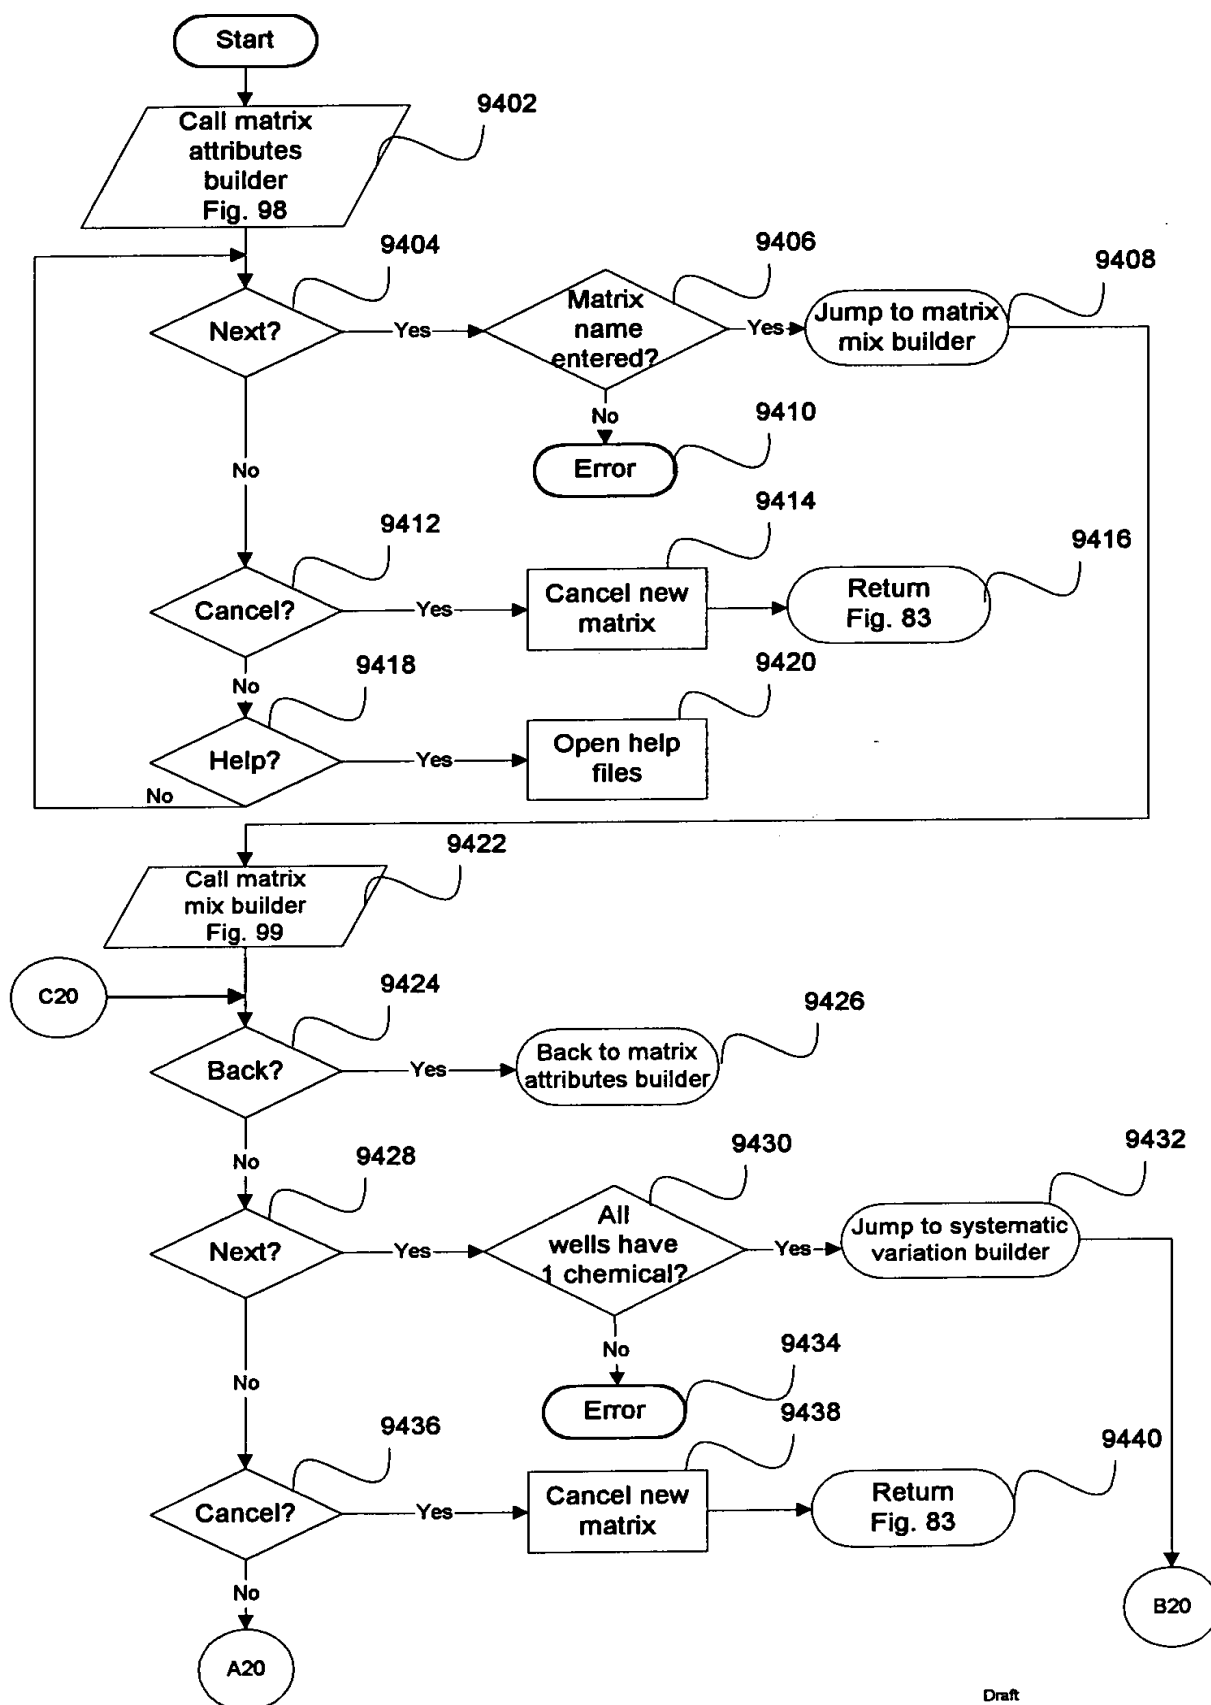 Start
9402
Call matrix
attributes
builder
Fig. 98
9404
9406
9408
Next?
Yes
Matrix
name
entered?
Yes
Jump to matrix
mix builder
No
9410
No
Error
9412
9414
9416
Cancel?
Yes
Cancel new
matrix
Return
Fig. 83
No
9418
9420
Help?
Yes
Open help
files
No
9422
Call matrix
mix builder
Fig. 99
C20
9424
9426
Back?
Yes
Back to matrix
attributes builder
No
9428
9430
9432
Next?
Yes
All
wells have
1 chemical?
Yes
Jump to systematic
variation builder
No
9434
No
Error
9436
9438
9440
Cancel?
Yes
Cancel new
matrix
Return
Fig. 83
No
B20
A20
Draft